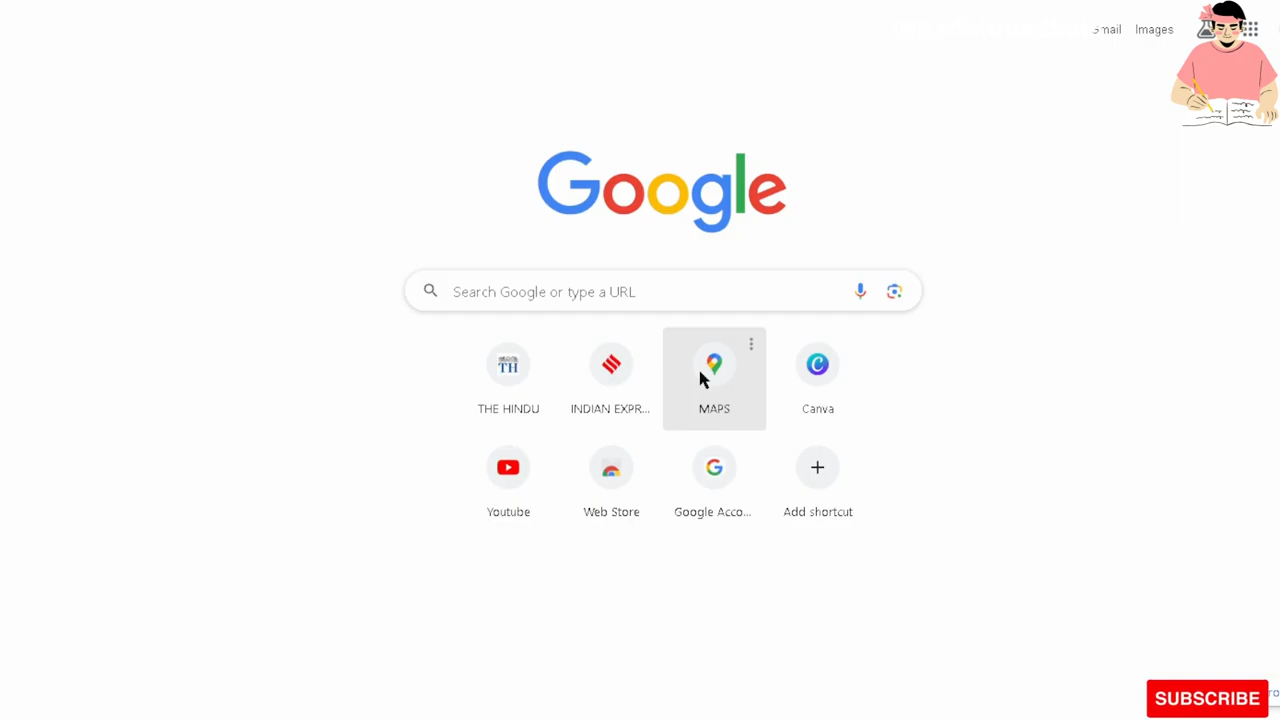 Gmail Images
Google
Search Google or type a URL
THE HINDU INDIAN EXPR... MAPS Canva
Youtube Web Store Google Acco... Add shortcut
SUBSCRIBE